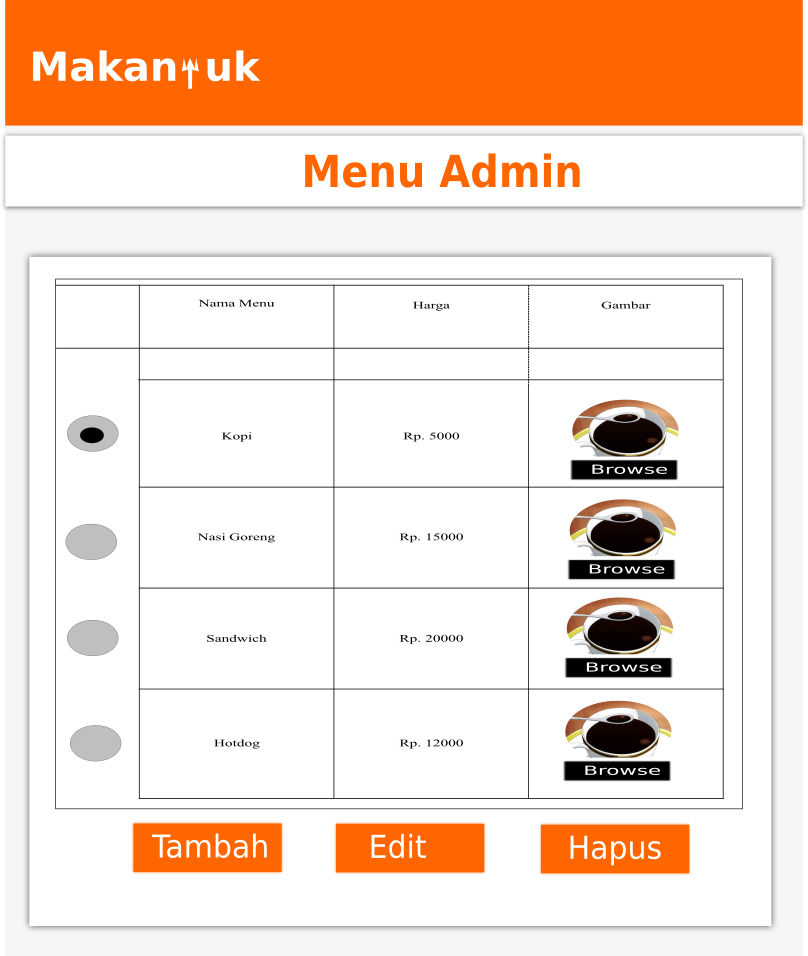 Makan uk
Menu Admin
Nama Menu Harga Gambar
Kopi Rp. 5000
Browse
Nasi Goreng Rp. 15000
Browse
Sandwich Rp. 20000
Browse
Hotdog Rp. 12000
Browse
Tambah Edit Hapus